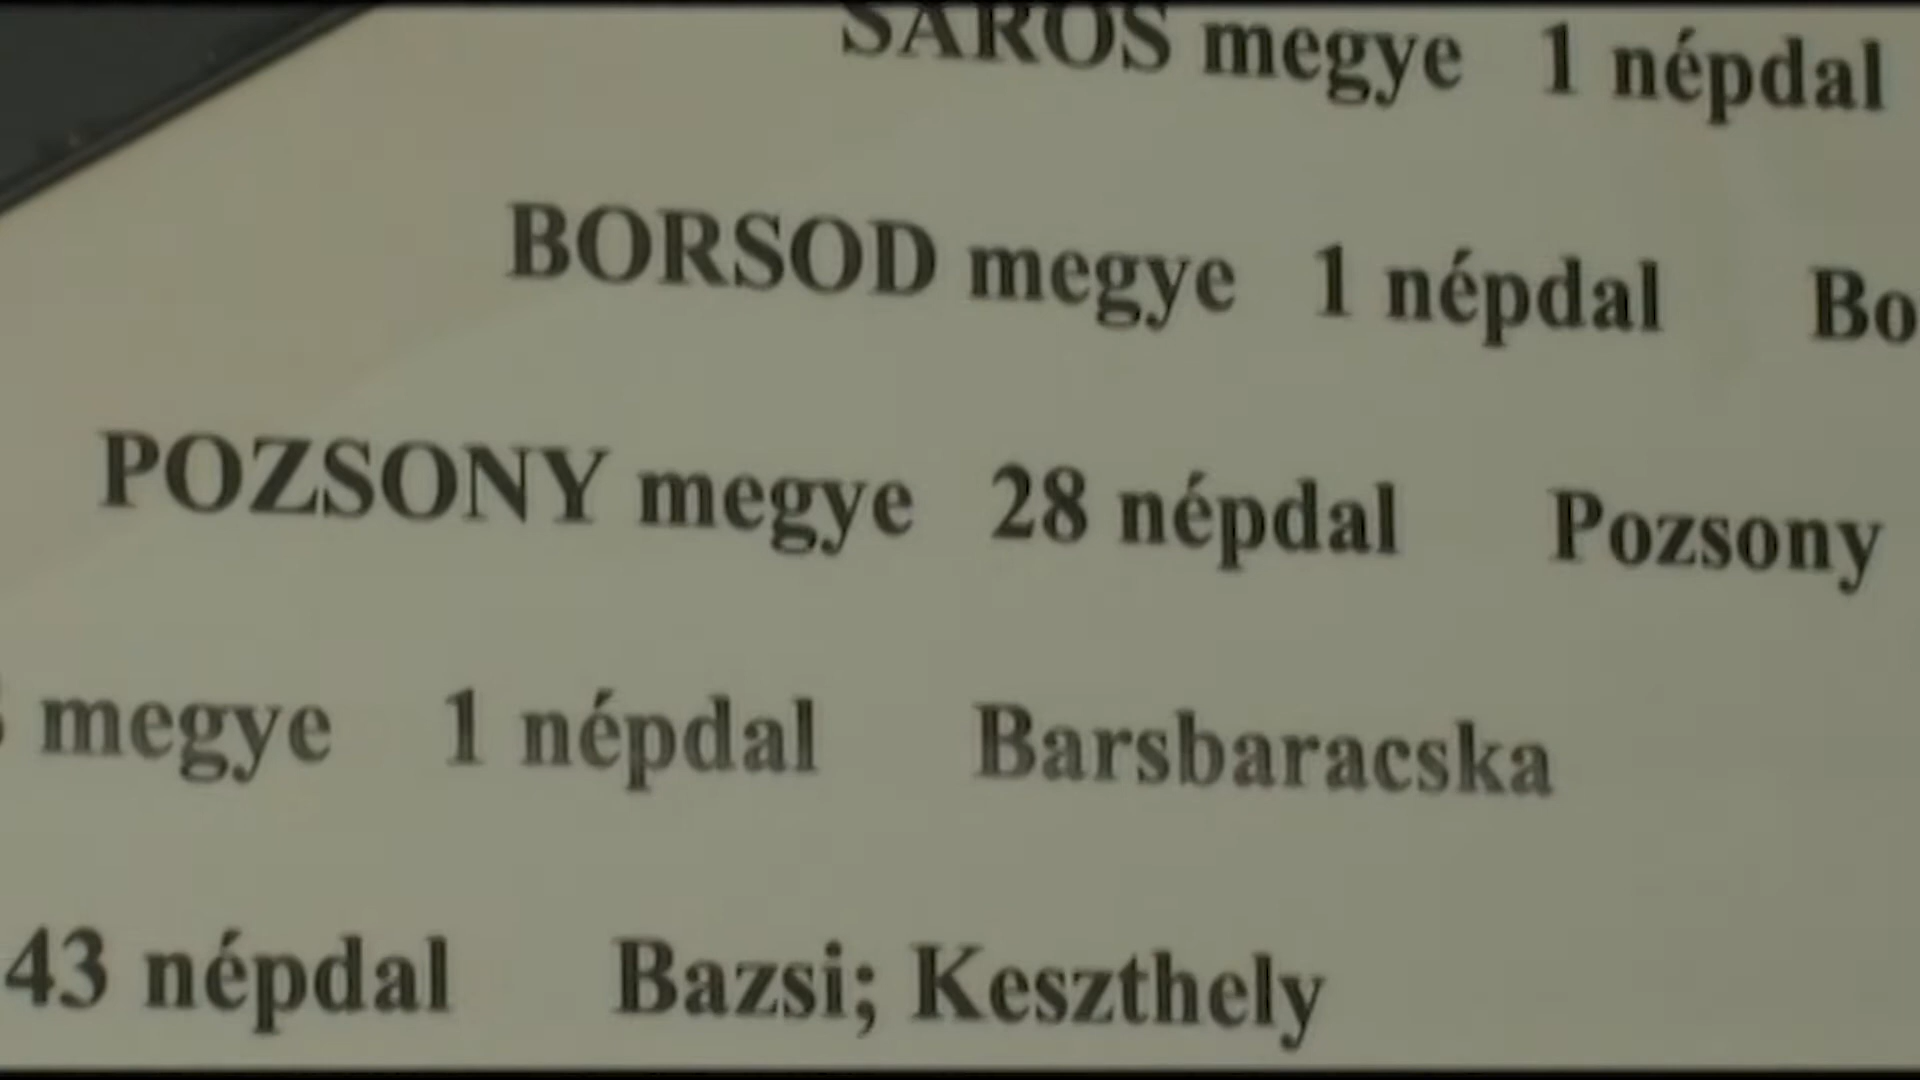 SÁROS megye 1 népdal
BORSOD megye 1 népdal
POZSONY megye 28 népdal Pozsony
megye 1 népdal Barsbaracska
43 népdal Bazsi; Keszthely